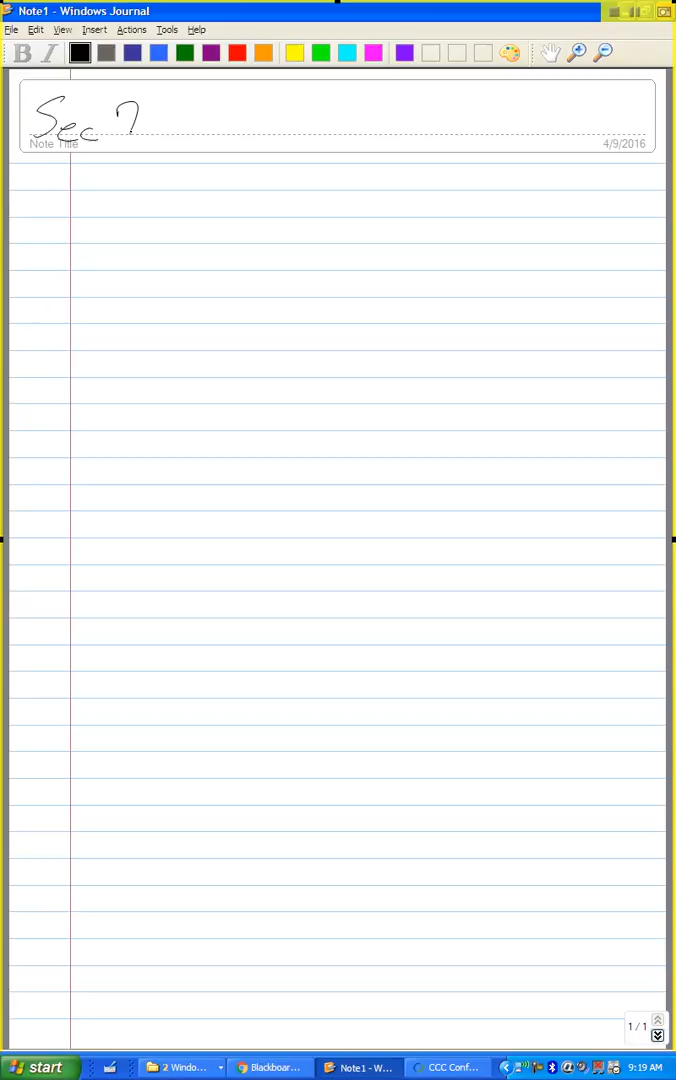 Note1 - Windows Journal
File Edit View Insert Actions Tools Help
B I
Sec 7
Note Title
4/9/2016
1 / 1
start
2 Windo...
Blackboar...
Note1 - W...
CCC Conf...
9:19 AM